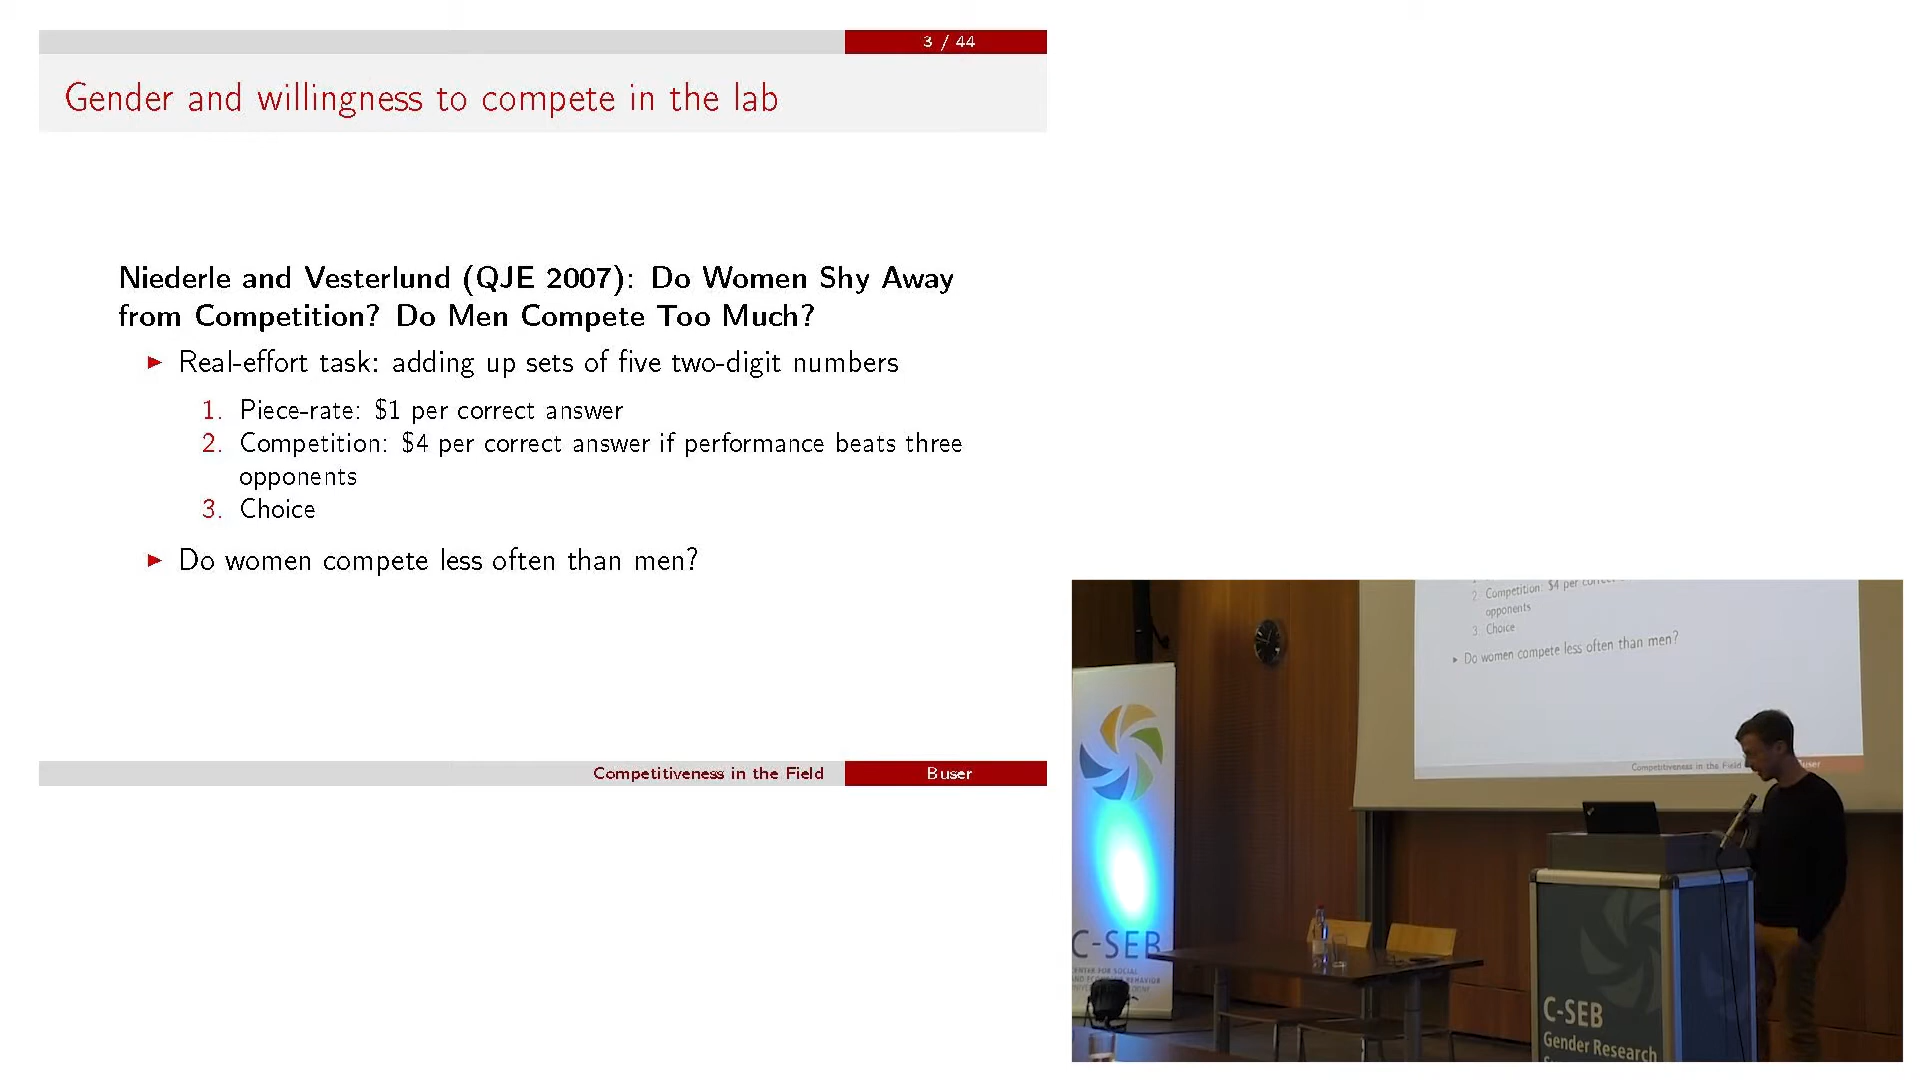 3 / 44
Gender and willingness to compete in the lab
Niederle and Vesterlund (QJE 2007): Do Women Shy Away
from Competition? Do Men Compete Too Much?
Real-effort task: adding up sets of five two-digit numbers
1. Piece-rate: $1 per correct answer
2. Competition: $4 per correct answer if performance beats three
opponents
3. Choice
Do women compete less often than men?
Competitiveness in the Field
Buser
2. Competition: $4 per
opponents
3. Choice
Do women compete less often than men?
Competitiveness in the Field
C-SEB
CENTER FOR SOCIAL
C-SEB
Gender Research